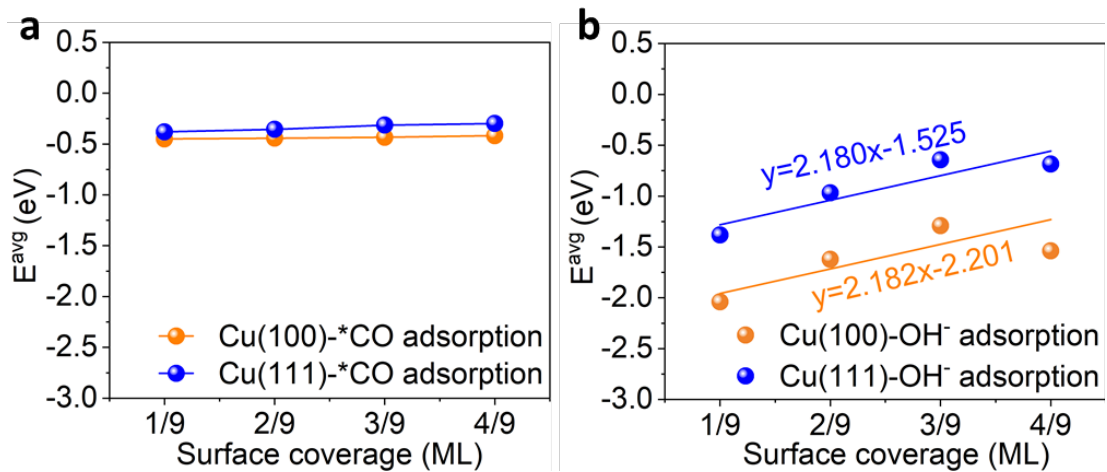 a
0.5
0.0
-0.5
-1.0
-1.5
-2.0
-2.5
-3.0
E^avg (eV)
Cu(100)-*CO adsorption
Cu(111)-*CO adsorption
1/9 2/9 3/9 4/9
Surface coverage (ML)
b
0.5
0.0
-0.5
-1.0
-1.5
-2.0
-2.5
-3.0
E^avg (eV)
y=2.180x-1.525
y=2.182x-2.201
Cu(100)-OH⁻ adsorption
Cu(111)-OH⁻ adsorption
1/9 2/9 3/9 4/9
Surface coverage (ML)